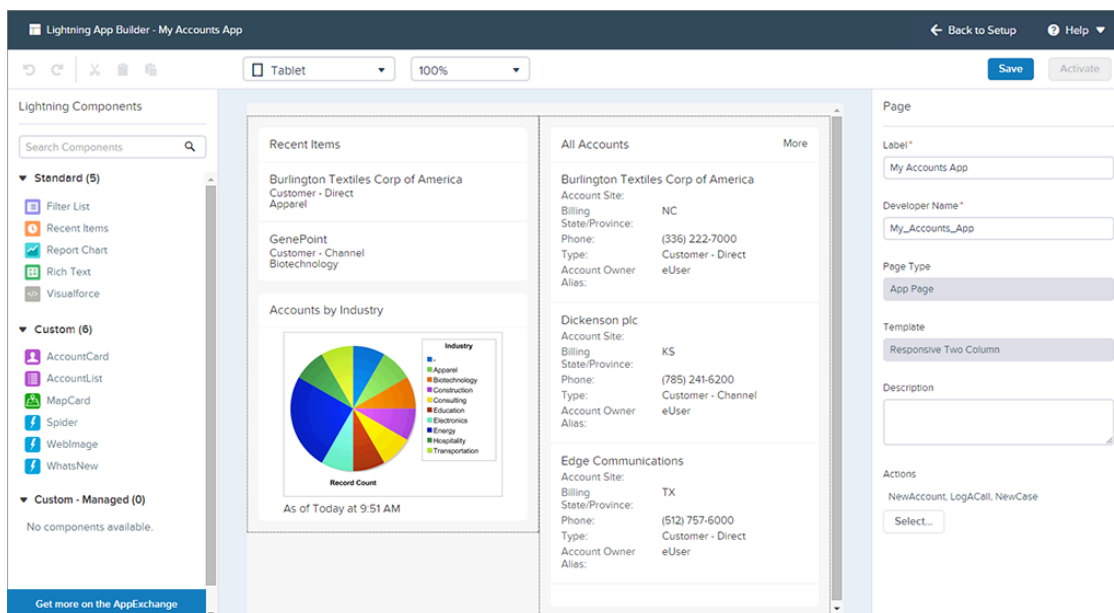 Lightning App Builder - My Accounts App
Back to Setup
Help
Tablet
100%
Save
Activate
Lightning Components
Search Components
Standard (5)
Filter List
Recent Items
Report Chart
Rich Text
Visualforce
Custom (6)
AccountCard
AccountList
MapCard
Spider
WebImage
WhatsNew
Custom - Managed (0)
No components available.
Get more on the AppExchange
Recent Items
Burlington Textiles Corp of America
Customer - Direct
Apparel
GenePoint
Customer - Channel
Biotechnology
Accounts by Industry
Industry
-
Apparel
Biotechnology
Construction
Consulting
Education
Electronics
Energy
Hospitality
Transportation
Record Count
As of Today at 9:51 AM
All Accounts More
Burlington Textiles Corp of America
Account Site:
Billing NC
State/Province:
Phone: (336) 222-7000
Type: Customer - Direct
Account Owner eUser
Alias:
Dickenson plc
Account Site:
Billing KS
State/Province:
Phone: (785) 241-6200
Type: Customer - Channel
Account Owner eUser
Alias:
Edge Communications
Account Site:
Billing TX
State/Province:
Phone: (512) 757-6000
Type: Customer - Direct
Account Owner eUser
Alias:
Page
Label*
My Accounts App
Developer Name*
My_Accounts_App
Page Type
App Page
Template
Responsive Two Column
Description
Actions
NewAccount, LogACall, NewCase
Select...